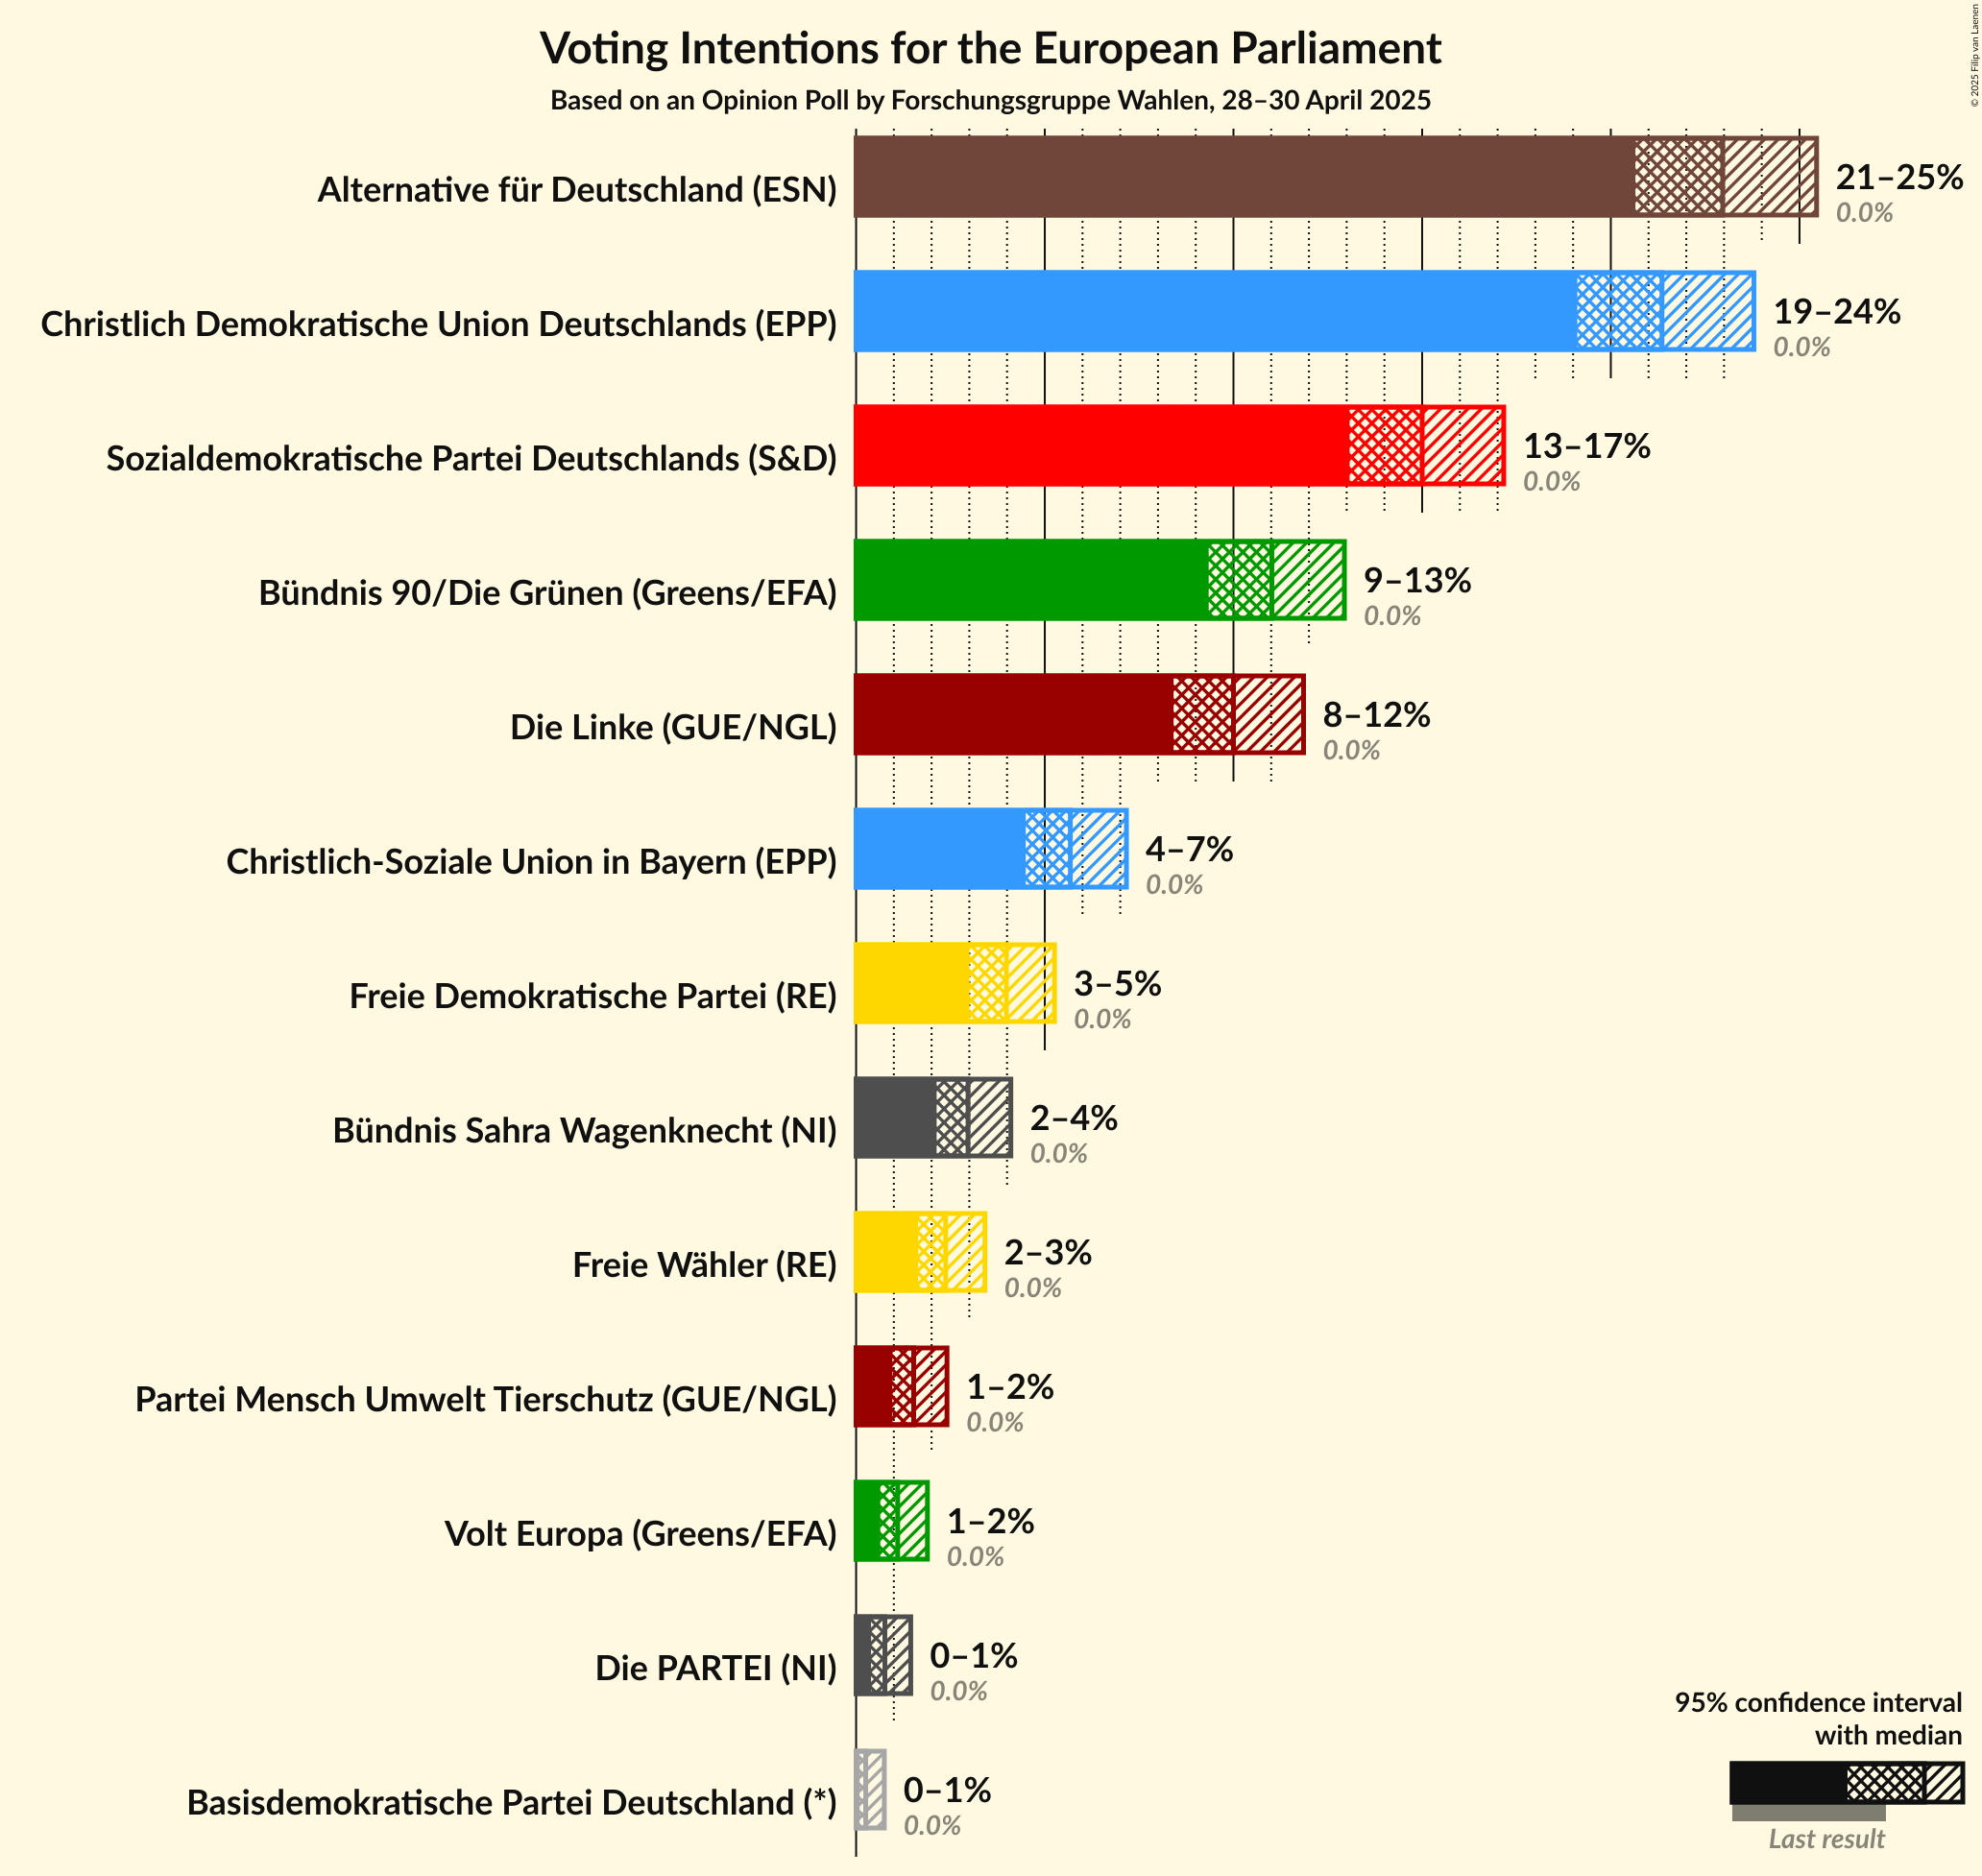 Voting Intentions for the European Parliament
Based on an Opinion Poll by Forschungsgruppe Wahlen, 28–30 April 2025
© 2025 Filip van Laenen
Alternative für Deutschland (ESN)
21–25%
0.0%
Christlich Demokratische Union Deutschlands (EPP)
19–24%
0.0%
Sozialdemokratische Partei Deutschlands (S&D)
13–17%
0.0%
Bündnis 90/Die Grünen (Greens/EFA)
9–13%
0.0%
Die Linke (GUE/NGL)
8–12%
0.0%
Christlich-Soziale Union in Bayern (EPP)
4–7%
0.0%
Freie Demokratische Partei (RE)
3–5%
0.0%
Bündnis Sahra Wagenknecht (NI)
2–4%
0.0%
Freie Wähler (RE)
2–3%
0.0%
Partei Mensch Umwelt Tierschutz (GUE/NGL)
1–2%
0.0%
Volt Europa (Greens/EFA)
1–2%
0.0%
Die PARTEI (NI)
0–1%
0.0%
Basisdemokratische Partei Deutschland (*)
0–1%
0.0%
95% confidence interval
with median
Last result